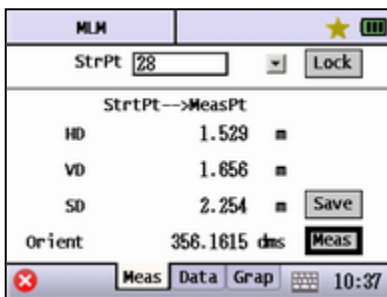 MLM
StrPt 28 Lock
StrtPt-->MeasPt
HD 1.529 m
VD 1.656 m
SD 2.254 m Save
Orient 356.1615 dms Meas
Meas Data Grap 10:37